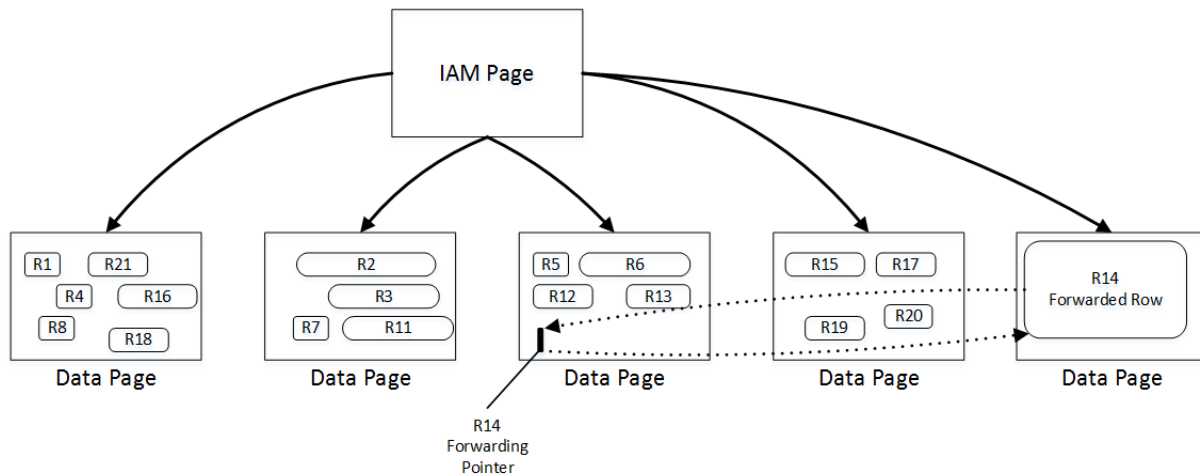 IAM Page
R1
R21
R4
R16
R8
R18
Data Page
R2
R3
R7
R11
Data Page
R5
R6
R12
R13
Data Page
R14
Forwarding
Pointer
R15
R17
R19
R20
Data Page
R14
Forwarded Row
Data Page